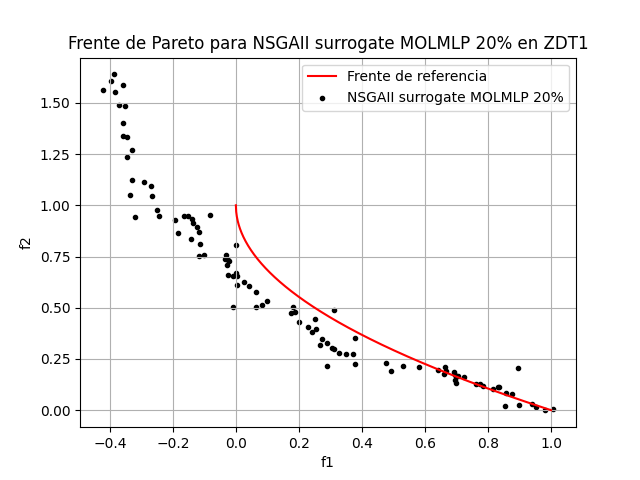 Frente de Pareto para NSGAII surrogate MOLMLP 20% en ZDT1
Frente de referencia
NSGAII surrogate MOLMLP 20%
f2
1.50
1.25
1.00
0.75
0.50
0.25
0.00
−0.4 −0.2 0.0 0.2 0.4 0.6 0.8 1.0
f1